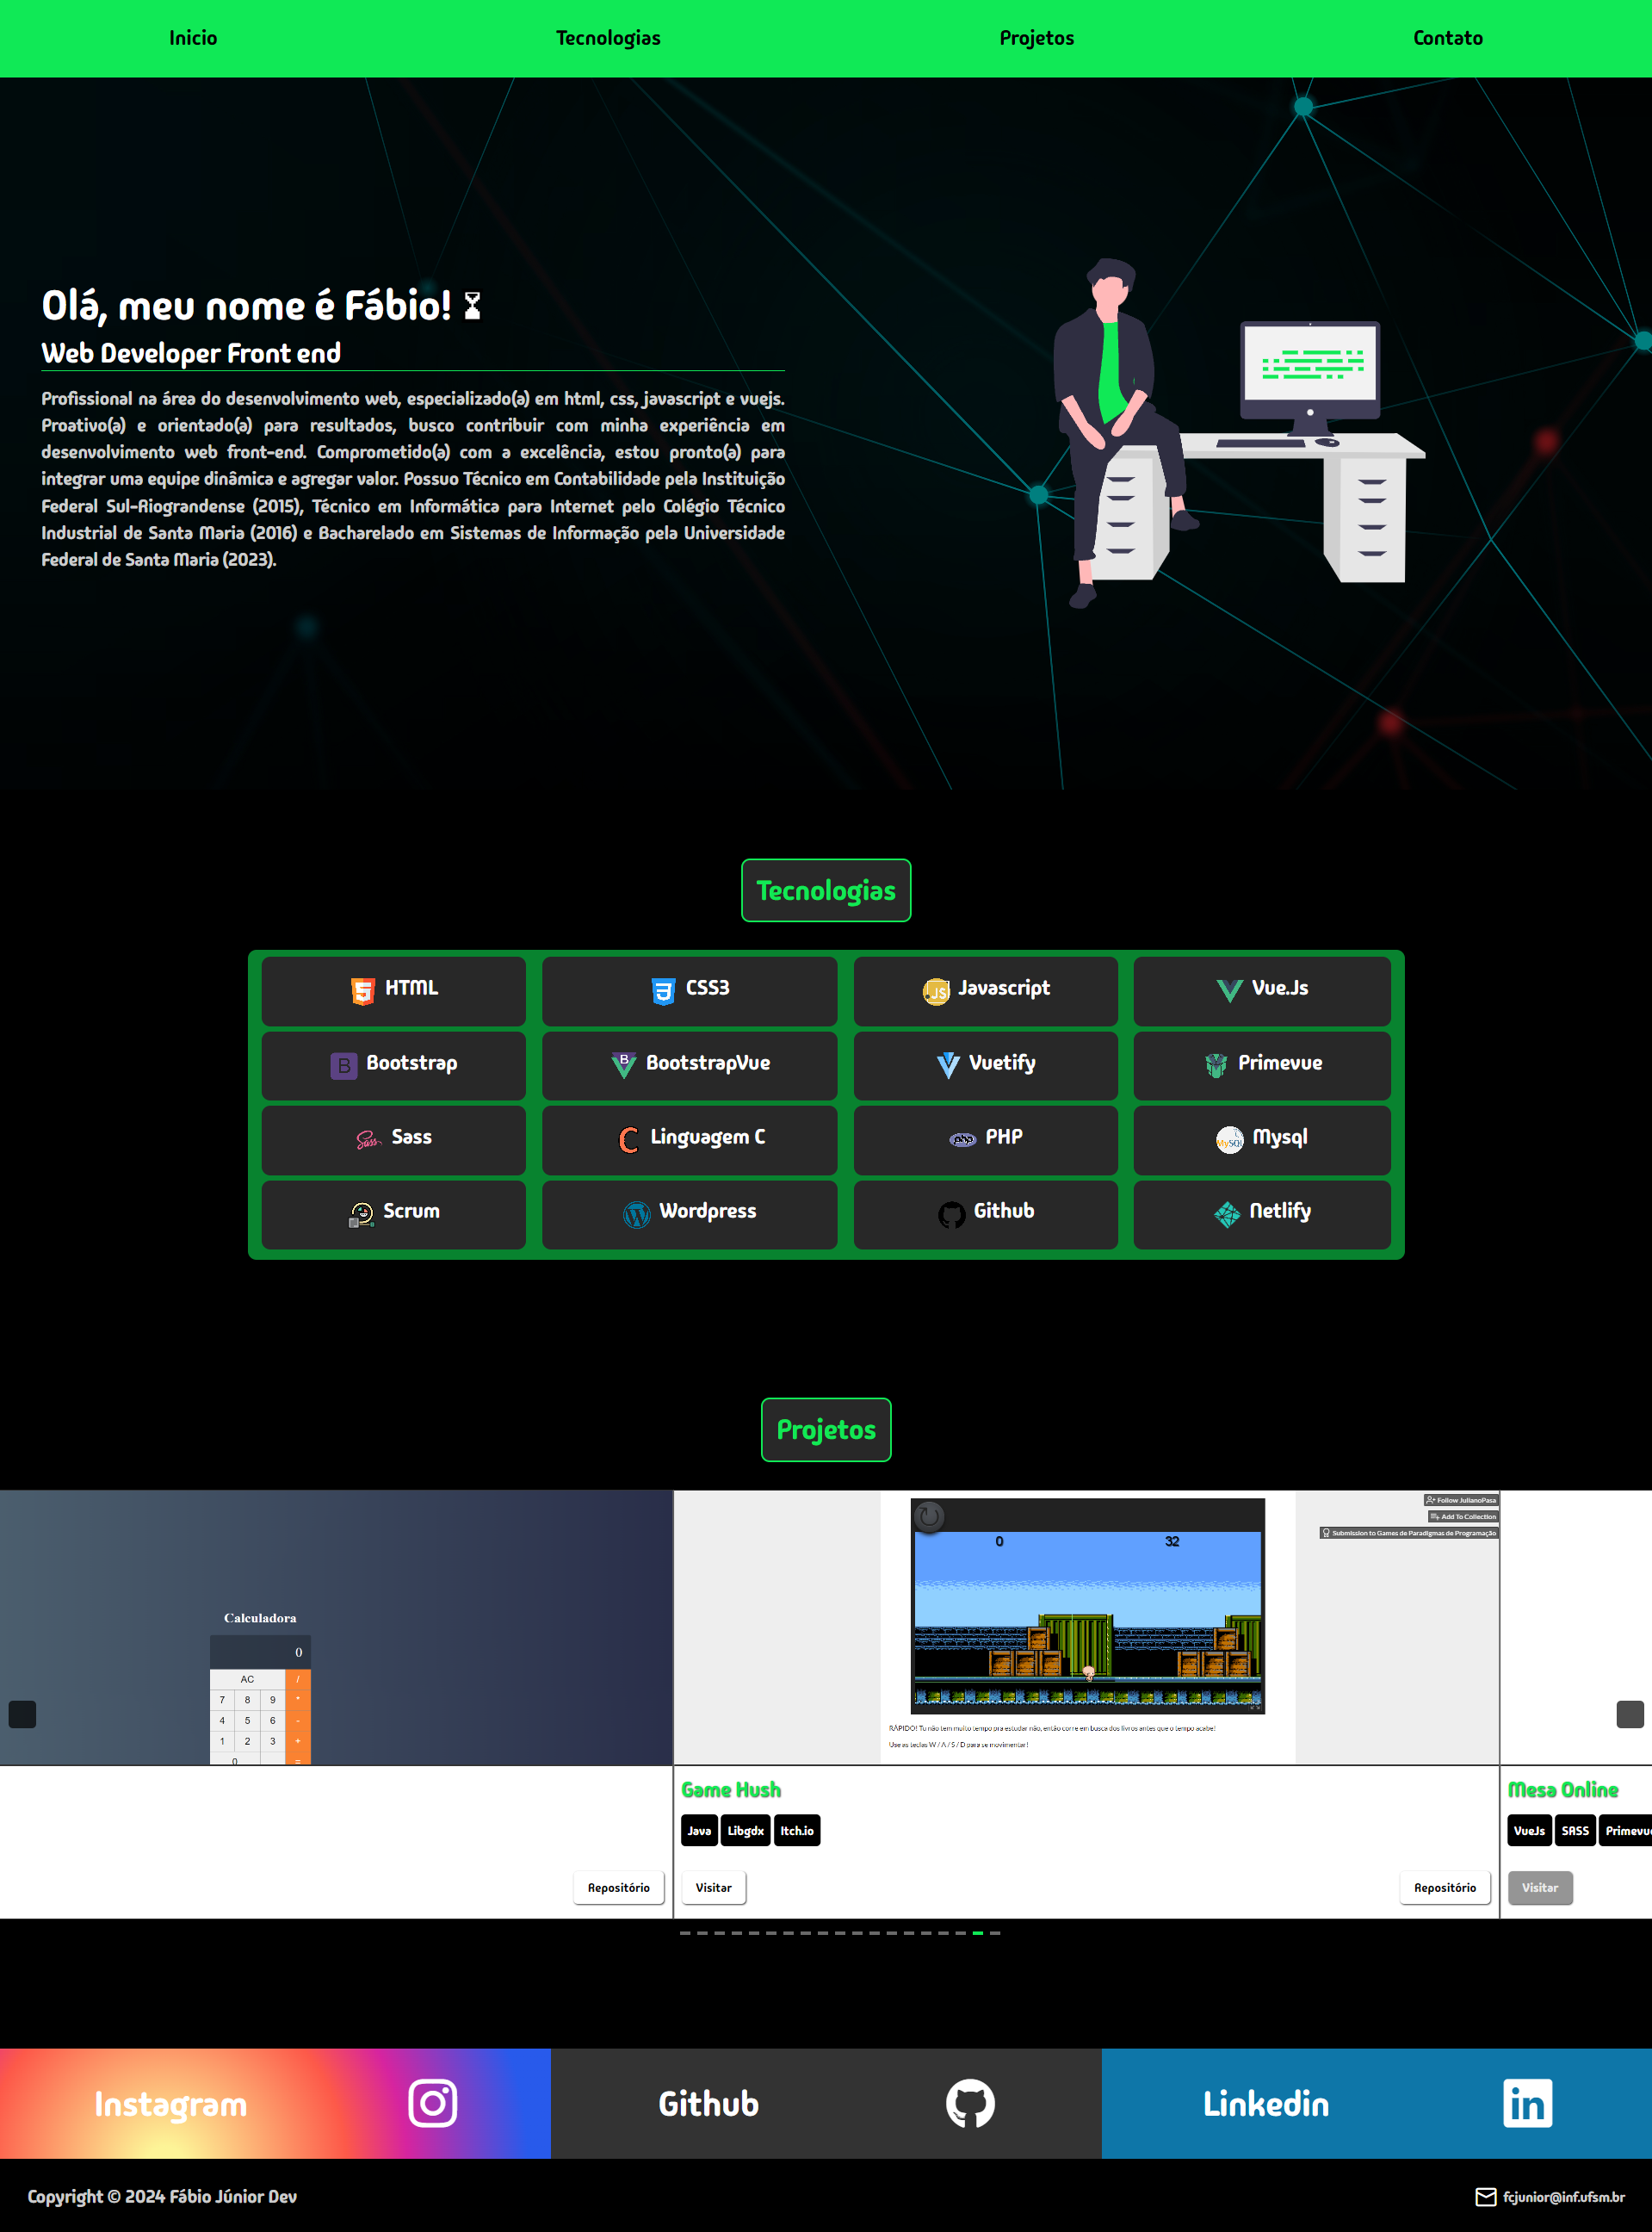 Inicio
Tecnologias
Projetos
Contato
Olá, meu nome é Fábio!
Web Developer Front end
Profissional na área do desenvolvimento web, especializado(a) em html, css, javascript e vuejs.
Proativo(a) e orientado(a) para resultados, busco contribuir com minha experiência em
desenvolvimento web front-end. Comprometido(a) com a excelência, estou pronto(a) para
integrar uma equipe dinâmica e agregar valor. Possuo Técnico em Contabilidade pela Instituição
Federal Sul-Riograndense (2015), Técnico em Informática para Internet pelo Colégio Técnico
Industrial de Santa Maria (2016) e Bacharelado em Sistemas de Informação pela Universidade
Federal de Santa Maria (2023).
Tecnologias
HTML
CSS3
JS Javascript
Vue.Js
B Bootstrap
B BootstrapVue
Vuetify
Primevue
Sass Sass
C Linguagem C
php PHP
MySQL Mysql
Scrum
Wordpress
Github
Netlify
Projetos
Calculadora
0
AC /
7 8 9 *
4 5 6 -
1 2 3 +
0 =
Repositório
Follow JulianoPasa
Add To Collection
Submission to Games de Paradigmas de Programação
0 32
RÁPIDO! Tu não tem muito tempo pra estudar não, então corre em busca dos livros antes que o tempo acabe!
Use as teclas W / A / S / D para se movimentar!
Game Hush
Java Libgdx Itch.io
Visitar
Repositório
Mesa Online
VueJs SASS Primevue
Visitar
Instagram
Github
Linkedin
in
Copyright © 2024 Fábio Júnior Dev
fcjunior@inf.ufsm.br